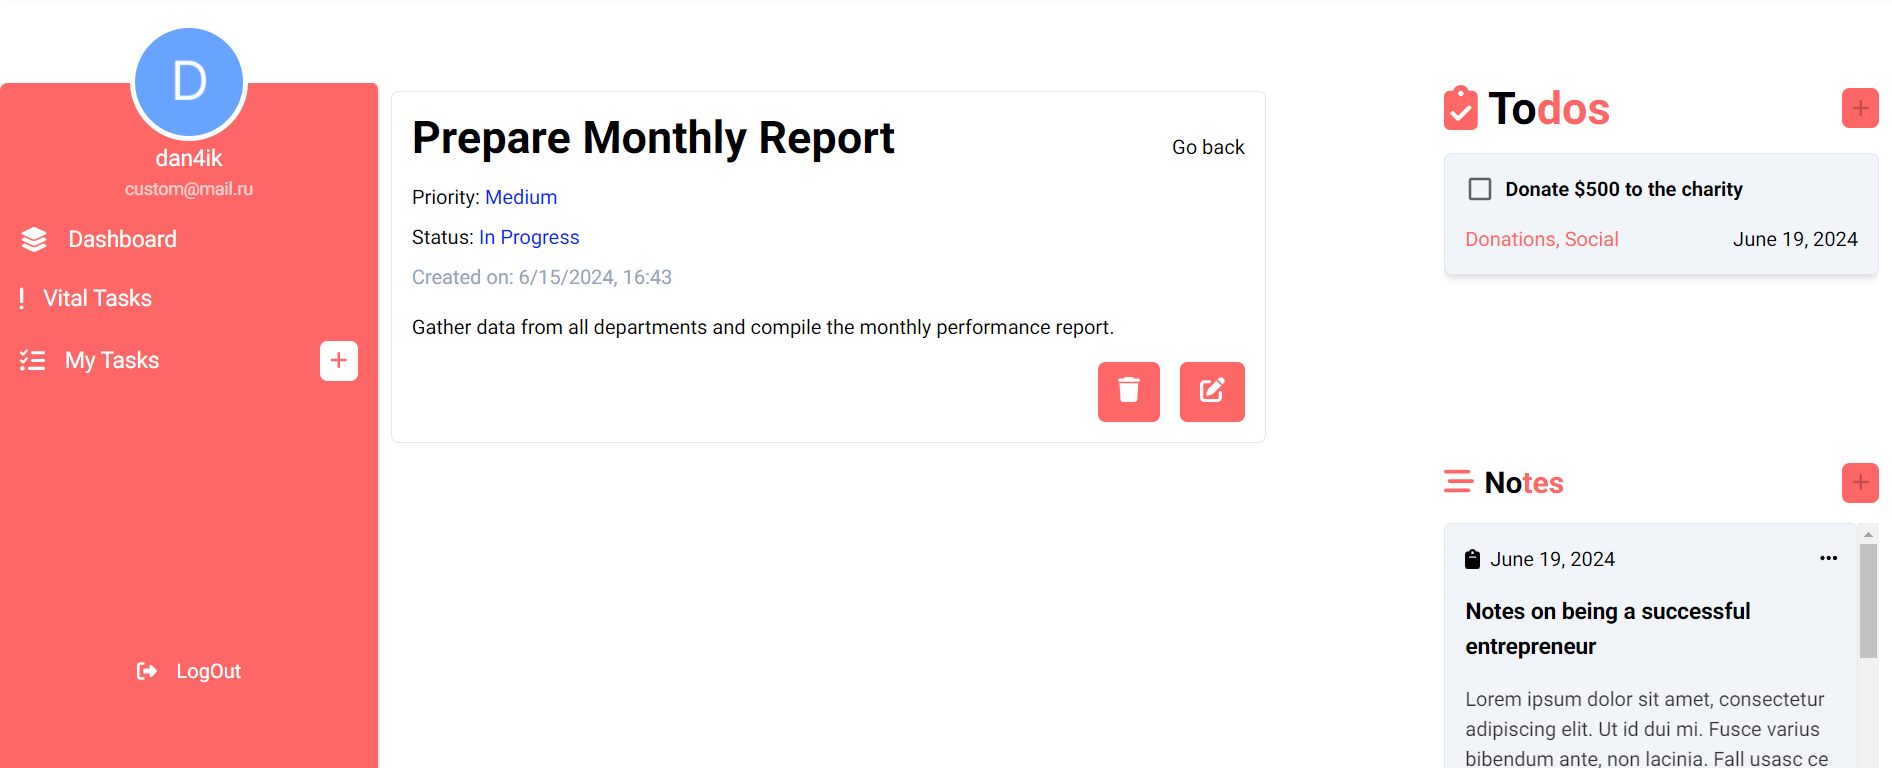 D
dan4ik
custom@mail.ru
Dashboard
Vital Tasks
My Tasks
LogOut
Prepare Monthly Report
Go back
Priority: Medium
Status: In Progress
Created on: 6/15/2024, 16:43
Gather data from all departments and compile the monthly performance report.
Todos
Donate $500 to the charity
Donations, Social
June 19, 2024
Notes
June 19, 2024
Notes on being a successful
entrepreneur
Lorem ipsum dolor sit amet, consectetur
adipiscing elit. Ut id dui mi. Fusce varius
bibendum ante, non lacinia. Fall usasc ce